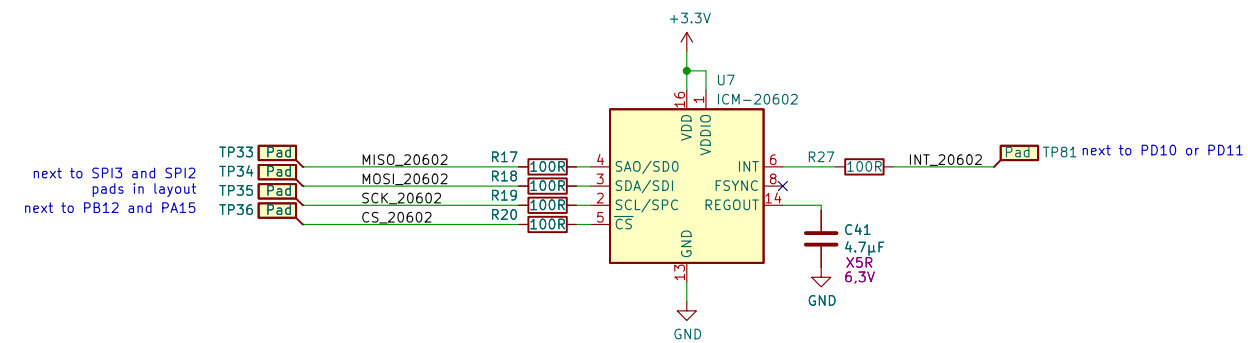 +3.3V
U7
ICM-20602
16
1
VDD
VDDIO
TP33 Pad
MISO_20602
R17
100R
4
SAO/SD0
INT
6
R27
100R
INT_20602
Pad
TP81
next to PD10 or PD11
next to SPI3 and SPI2
pads in layout
next to PB12 and PA15
TP34 Pad
MOSI_20602
R18
100R
3
SDA/SDI
FSYNC
8
TP35 Pad
SCK_20602
R19
100R
2
SCL/SPC
REGOUT
14
TP36 Pad
CS_20602
R20
100R
5
CS
GND
13
GND
C41
4.7µF
X5R
6,3V
GND